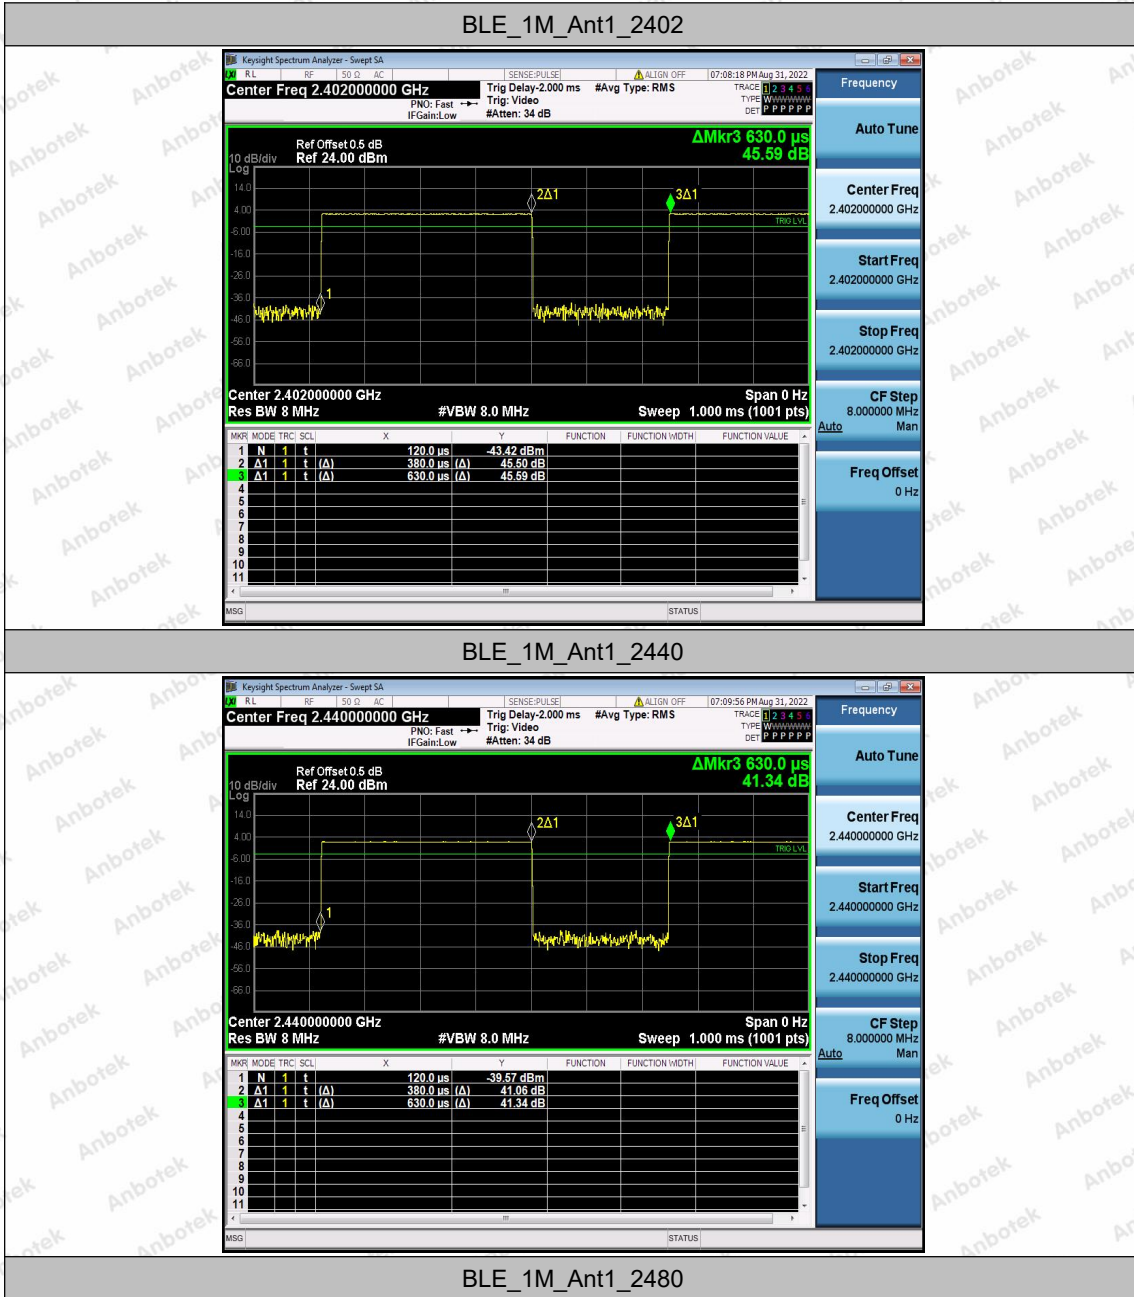 BLE_1M_Ant1_2402
Keysight Spectrum Analyzer - Swept SA
LXI RL RF 50 Ω AC SENSE:PULSE ALIGN OFF 07:08:18 PM Aug 31, 2022
Center Freq 2.402000000 GHz
Trig Delay-2.000 ms #Avg Type: RMS
PNO: Fast Trig: Video
IFGain:Low #Atten: 34 dB
TRACE 1 2 3 4 5 6
TYPE WWWWWW
DET P P P P P P
Frequency
Auto Tune
Center Freq
2.402000000 GHz
Start Freq
2.402000000 GHz
Stop Freq
2.402000000 GHz
CF Step
8.000000 MHz
Auto Man
Freq Offset
0 Hz
ΔMkr3 630.0 µs
45.59 dB
Ref Offset 0.5 dB
10 dB/div Ref 24.00 dBm
Log
14.0
4.00
-6.00
-16.0
-26.0
-36.0
-46.0
-56.0
-66.0
2Δ1
3Δ1
TRIG LVL
1
Center 2.402000000 GHz Span 0 Hz
Res BW 8 MHz #VBW 8.0 MHz Sweep 1.000 ms (1001 pts)
MKR MODE TRC SCL X Y FUNCTION FUNCTION WIDTH FUNCTION VALUE
1 N 1 t 120.0 µs -43.42 dBm
2 Δ1 1 t (Δ) 380.0 µs (Δ) 45.50 dB
3 Δ1 1 t (Δ) 630.0 µs (Δ) 45.59 dB
4
5
6
7
8
9
10
11
MSG STATUS
BLE_1M_Ant1_2440
Keysight Spectrum Analyzer - Swept SA
LXI RL RF 50 Ω AC SENSE:PULSE ALIGN OFF 07:09:56 PM Aug 31, 2022
Center Freq 2.440000000 GHz
Trig Delay-2.000 ms #Avg Type: RMS
PNO: Fast Trig: Video
IFGain:Low #Atten: 34 dB
TRACE 1 2 3 4 5 6
TYPE WWWWWW
DET P P P P P P
Frequency
Auto Tune
Center Freq
2.440000000 GHz
Start Freq
2.440000000 GHz
Stop Freq
2.440000000 GHz
CF Step
8.000000 MHz
Auto Man
Freq Offset
0 Hz
ΔMkr3 630.0 µs
41.34 dB
Ref Offset 0.5 dB
10 dB/div Ref 24.00 dBm
Log
14.0
4.00
-6.00
-16.0
-26.0
-36.0
-46.0
-56.0
-66.0
2Δ1
3Δ1
TRIG LVL
1
Center 2.440000000 GHz Span 0 Hz
Res BW 8 MHz #VBW 8.0 MHz Sweep 1.000 ms (1001 pts)
MKR MODE TRC SCL X Y FUNCTION FUNCTION WIDTH FUNCTION VALUE
1 N 1 t 120.0 µs -39.57 dBm
2 Δ1 1 t (Δ) 380.0 µs (Δ) 41.06 dB
3 Δ1 1 t (Δ) 630.0 µs (Δ) 41.34 dB
4
5
6
7
8
9
10
11
MSG STATUS
BLE_1M_Ant1_2480
Anbotek